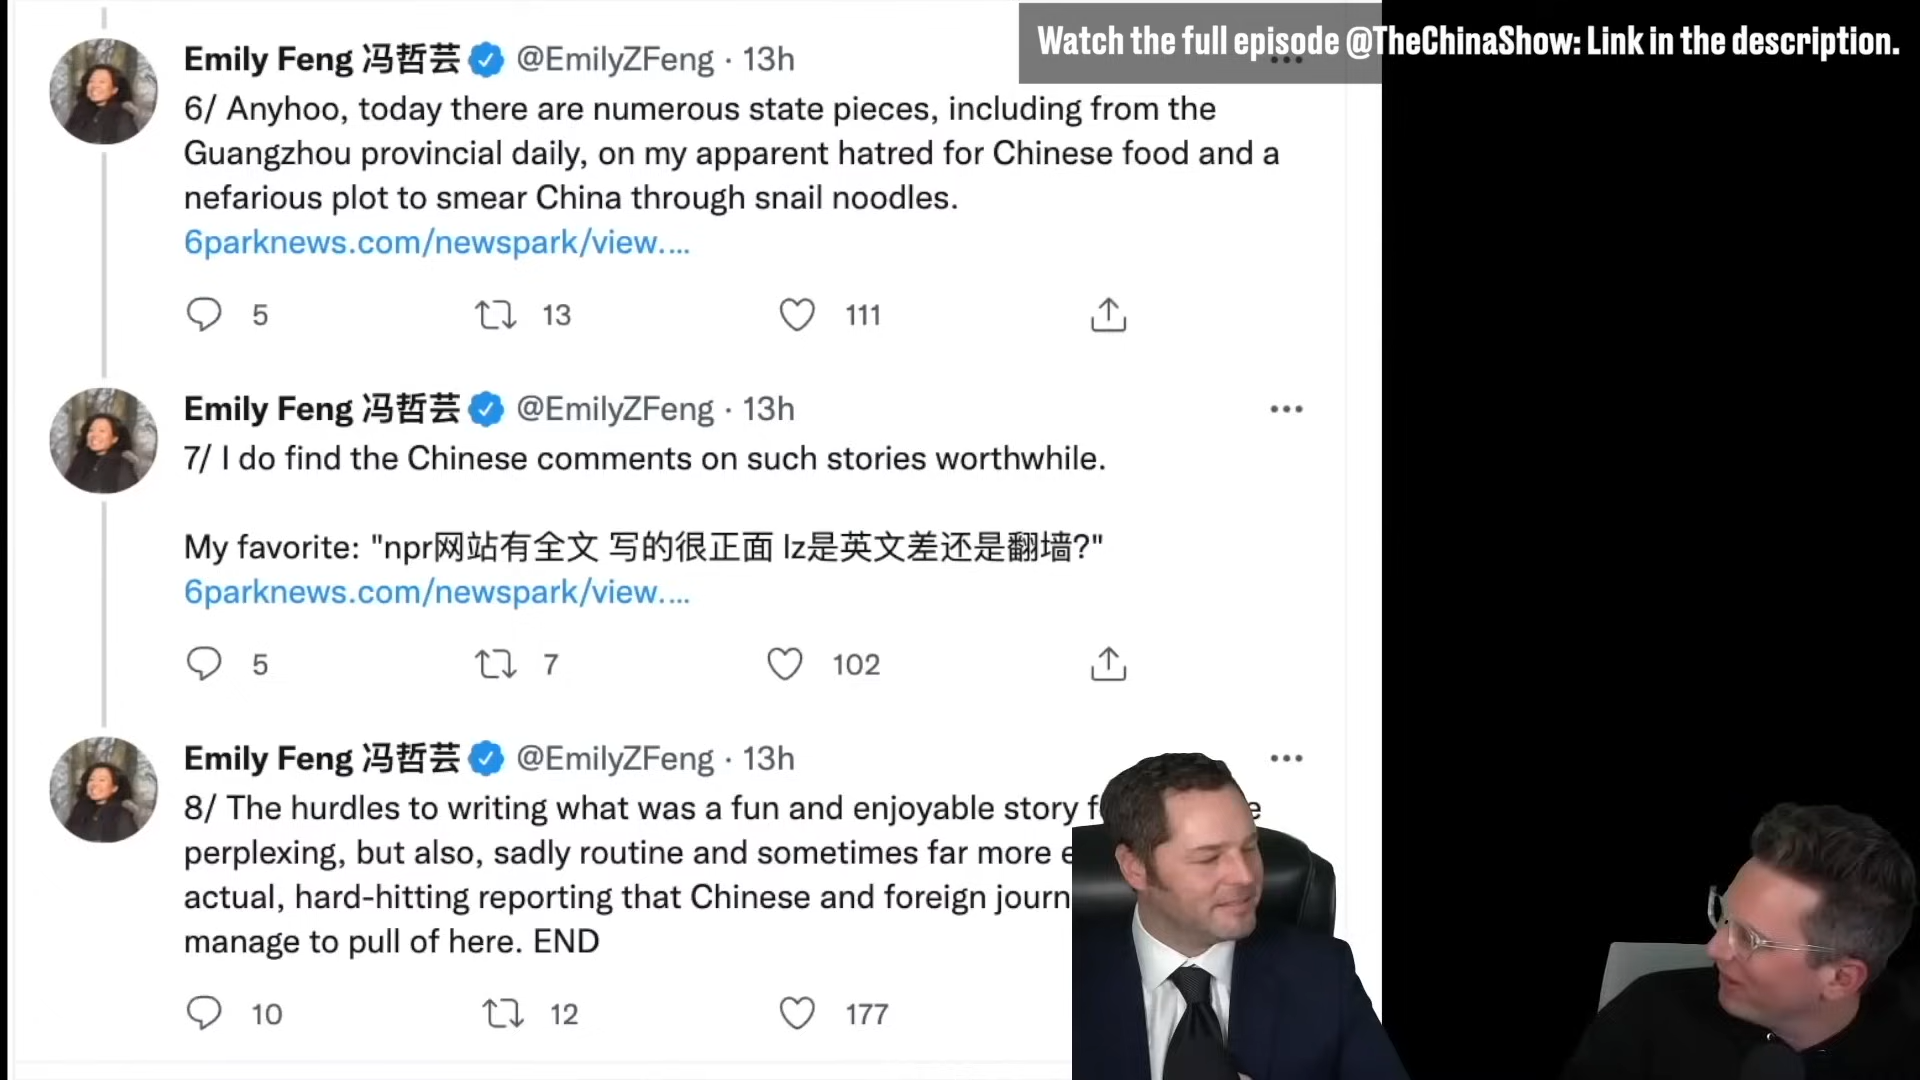 Watch the full episode @TheChinaShow: Link in the description.
Emily Feng 冯哲芸 @EmilyZFeng · 13h
6/ Anyhoo, today there are numerous state pieces, including from the
Guangzhou provincial daily, on my apparent hatred for Chinese food and a
nefarious plot to smear China through snail noodles.
6parknews.com/newspark/view....
5 13 111
Emily Feng 冯哲芸 @EmilyZFeng · 13h
7/ I do find the Chinese comments on such stories worthwhile.
My favorite: "npr网站有全文 写的很正面 lz是英文差还是翻墙?"
6parknews.com/newspark/view....
5 7 102
Emily Feng 冯哲芸 @EmilyZFeng · 13h
8/ The hurdles to writing what was a fun and enjoyable story
perplexing, but also, sadly routine and sometimes far more
actual, hard-hitting reporting that Chinese and foreign
manage to pull of here. END
10 12 177